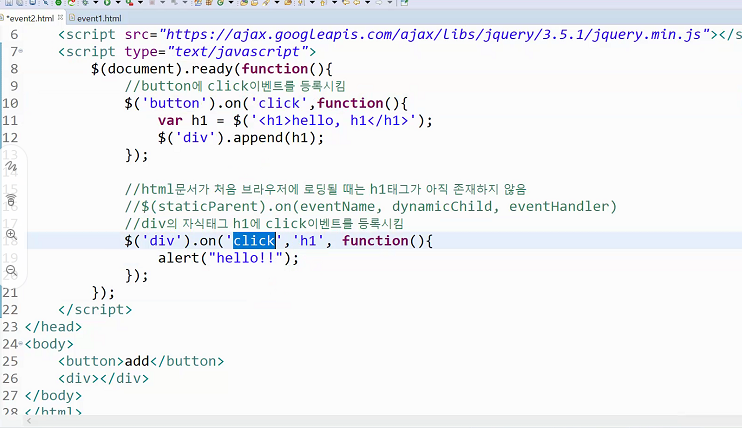 *event2.html event1.html
6 <script src="https://ajax.googleapis.com/ajax/libs/jquery/3.5.1/jquery.min.js"></s
7 <script type="text/javascript">
8 $(document).ready(function(){
9 //button에 click이벤트를 등록시킴
10 $('button').on('click',function(){
11 var h1 = $('<h1>hello, h1</h1>');
12 $('div').append(h1);
13 });
15 //html문서가 처음 브라우저에 로딩될 때는 h1태그가 아직 존재하지 않음
//$(staticParent).on(eventName, dynamicChild, eventHandler)
//div의 자식태그 h1에 click이벤트를 등록시킴
18 $('div').on('click','h1', function(){
19 alert("hello!!");
});
21 });
22 </script>
23 </head>
24 <body>
25 <button>add</button>
26 <div></div>
27 </body>
28 </html>